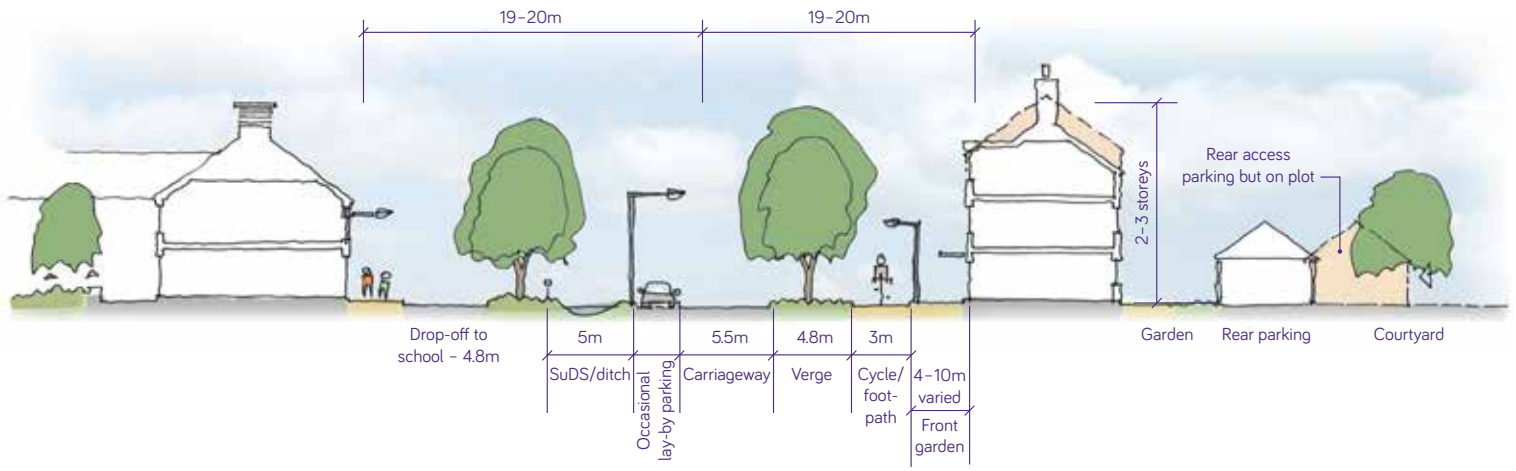 19–20m
19–20m
2–3 storeys
Rear access
parking but on plot
Drop-off to
school – 4.8m
5m
SuDS/ditch
Occasional
lay-by parking
5.5m
Carriageway
4.8m
Verge
3m
Cycle/
foot-
path
4–10m
varied
Front
garden
Garden
Rear parking
Courtyard